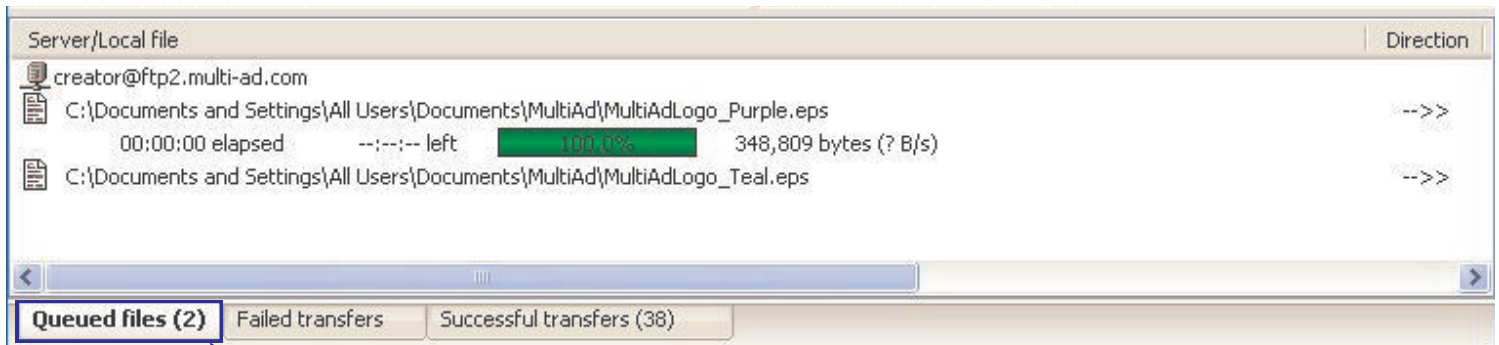 Server/Local file Direction
creator@ftp2.multi-ad.com
C:\Documents and Settings\All Users\Documents\MultiAd\MultiAdLogo_Purple.eps -->>
00:00:00 elapsed --:--:-- left 100.0% 348,809 bytes (? B/s)
C:\Documents and Settings\All Users\Documents\MultiAd\MultiAdLogo_Teal.eps -->>
Queued files (2) Failed transfers Successful transfers (38)